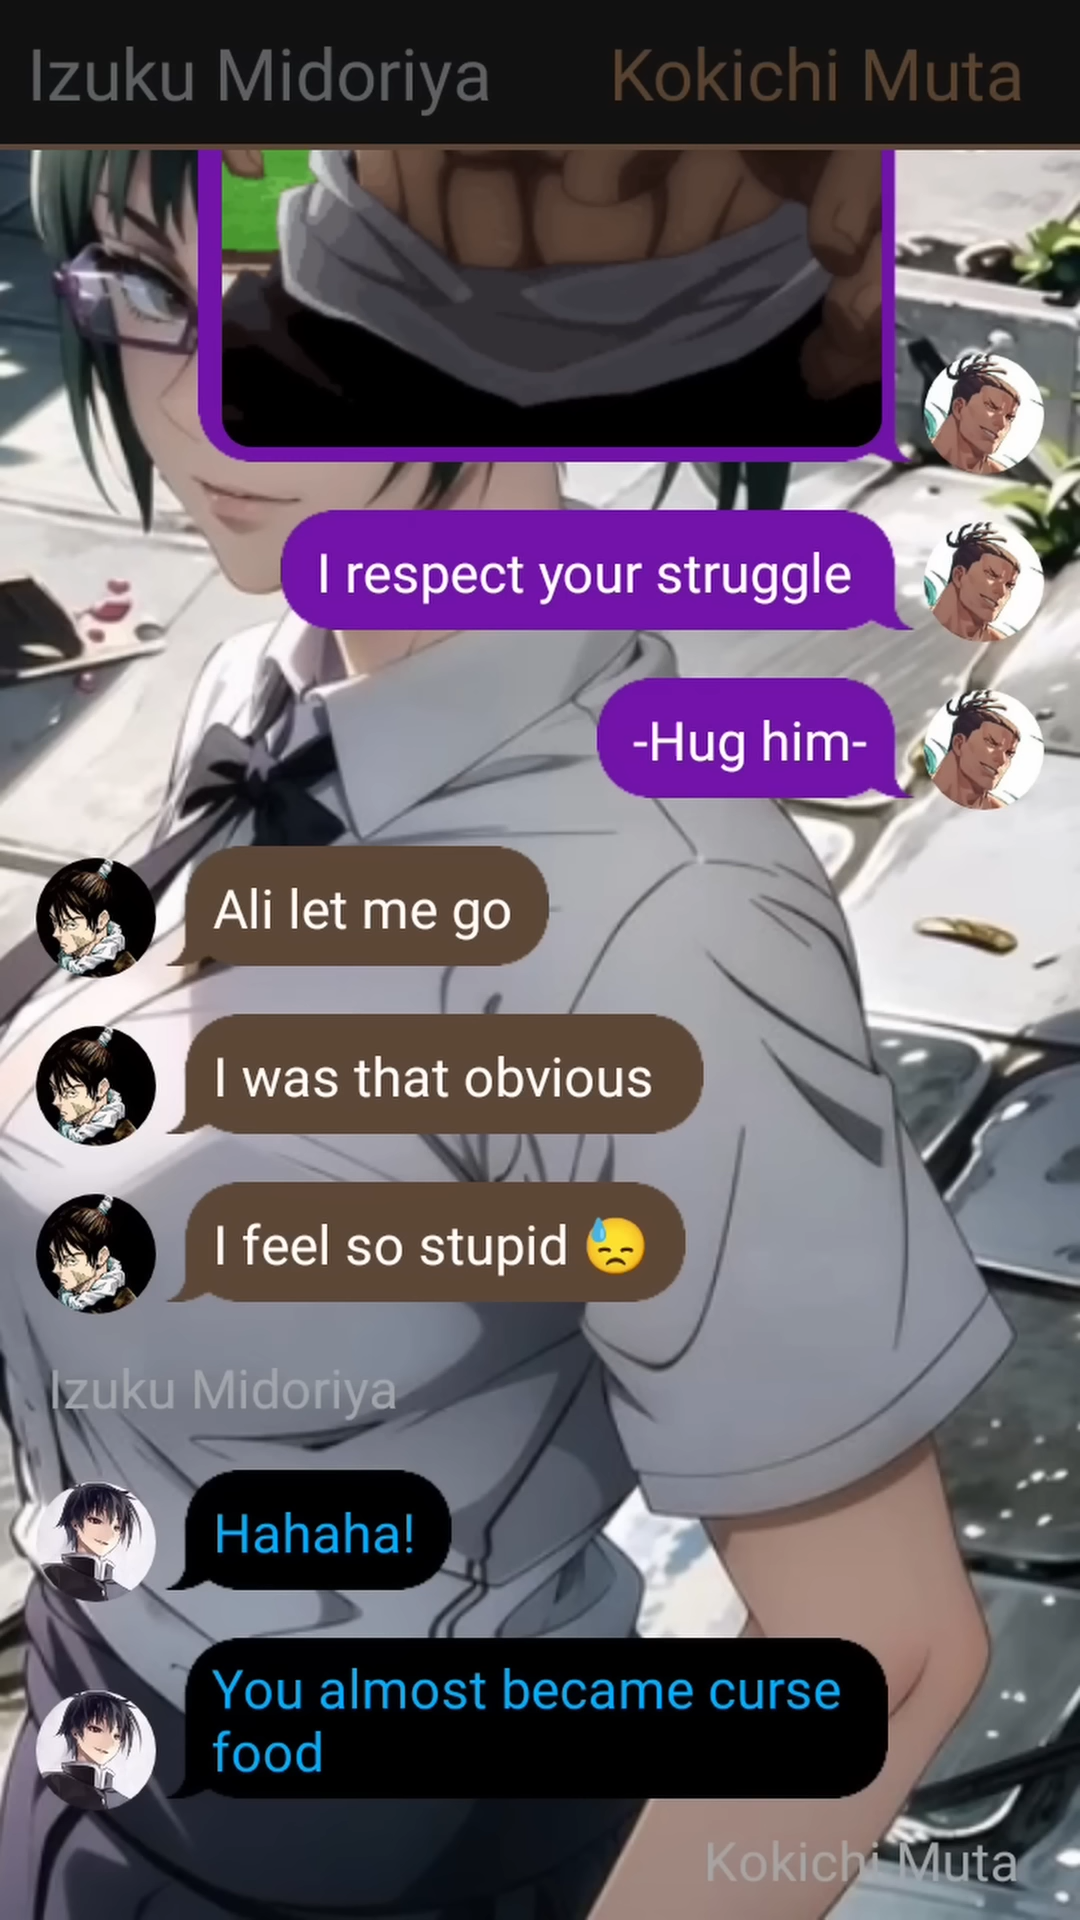 Izuku Midoriya
Kokichi Muta
I respect your struggle
-Hug him-
Ali let me go
I was that obvious
I feel so stupid 😓
Izuku Midoriya
Hahaha!
You almost became curse
food
Kokichi Muta